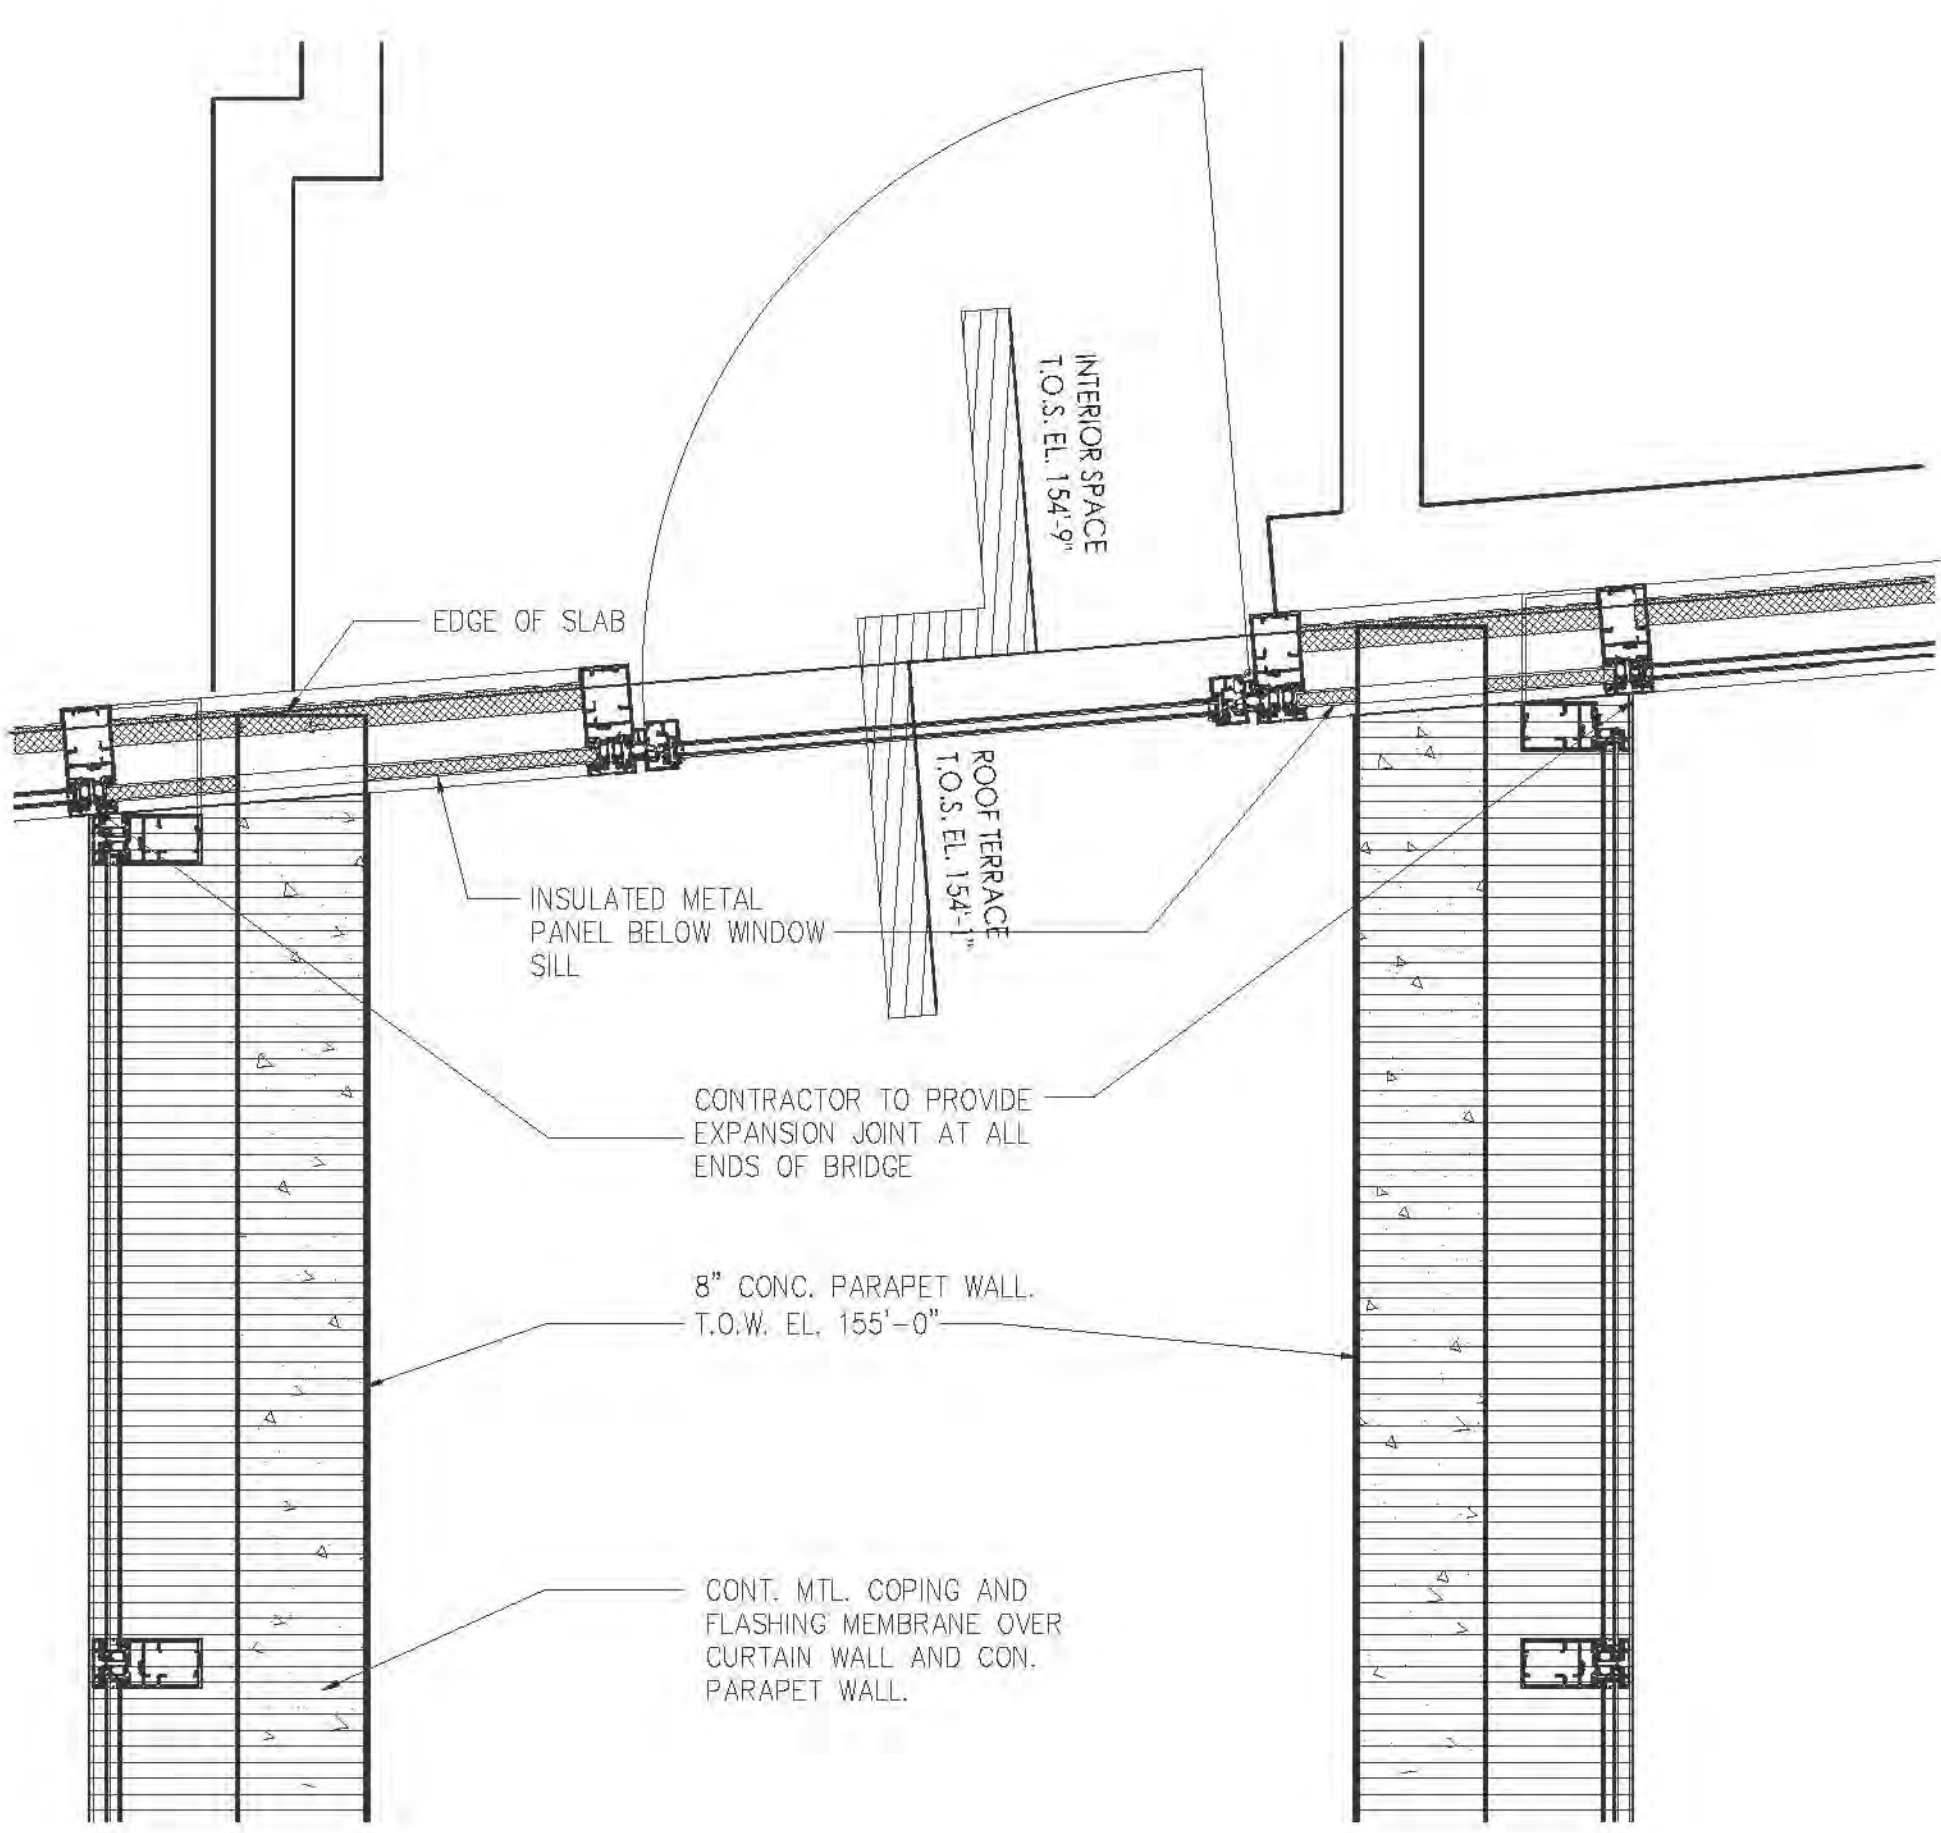 INTERIOR SPACE
T.O.S. EL. 154'-9"
EDGE OF SLAB
ROOF TERRACE
T.O.S. EL. 154'-1"
INSULATED METAL
PANEL BELOW WINDOW
SILL
CONTRACTOR TO PROVIDE
EXPANSION JOINT AT ALL
ENDS OF BRIDGE
8" CONC. PARAPET WALL.
T.O.W. EL. 155'-0"
CONT. MTL. COPING AND
FLASHING MEMBRANE OVER
CURTAIN WALL AND CON.
PARAPET WALL.